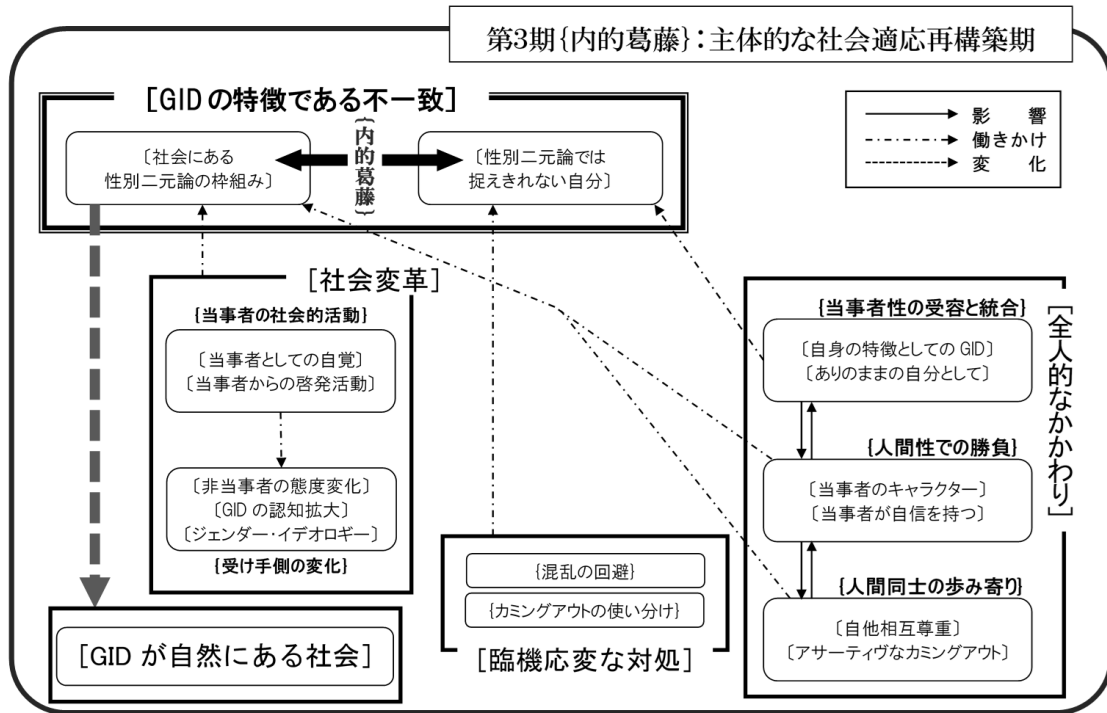 第3期{内的葛藤}:主体的な社会適応再構築期
[GIDの特徴である不一致]
〔社会にある
性別二元論の枠組み〕
{内的葛藤}
〔性別二元論では
捉えきれない自分〕
影 響
働きかけ
変 化
[社会変革]
{当事者の社会的活動}
〔当事者としての自覚〕
〔当事者からの啓発活動〕
〔非当事者の態度変化〕
〔GIDの認知拡大〕
〔ジェンダー・イデオロギー〕
{受け手側の変化}
[GIDが自然にある社会]
{混乱の回避}
{カミングアウトの使い分け}
[臨機応変な対処]
[全人的なかかわり]
{当事者性の受容と統合}
〔自身の特徴としてのGID〕
〔ありのままの自分として〕
{人間性での勝負}
〔当事者のキャラクター〕
〔当事者が自信を持つ〕
{人間同士の歩み寄り}
〔自他相互尊重〕
〔アサーティヴなカミングアウト〕